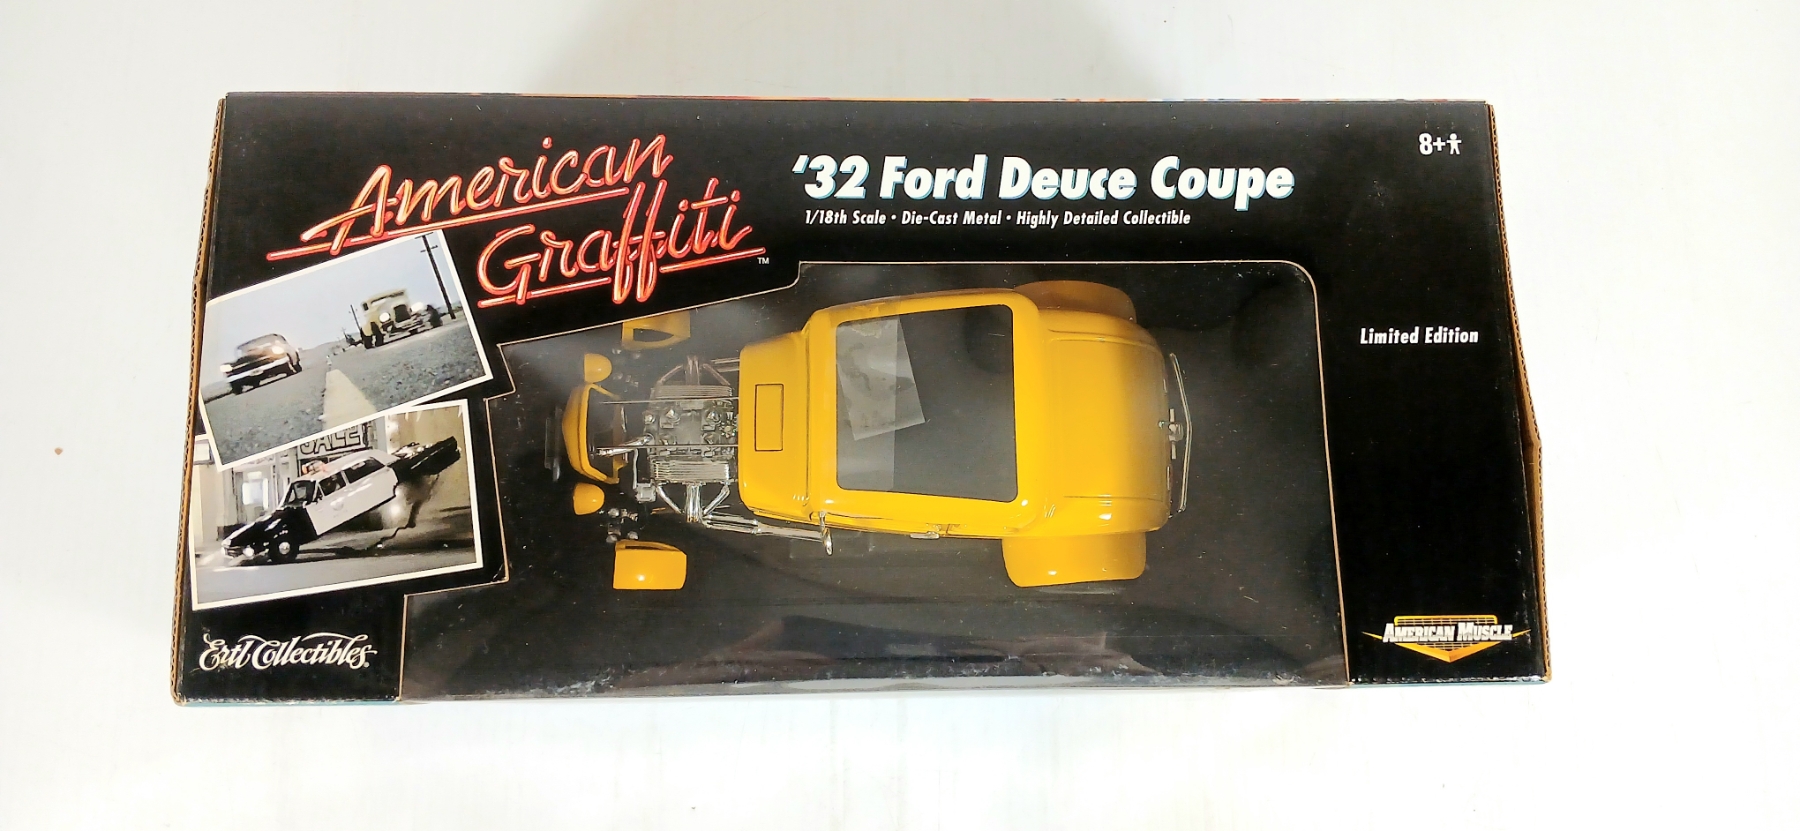 American
Graffiti
™
'32 Ford Deuce Coupe
1/18th Scale • Die-Cast Metal • Highly Detailed Collectible
8+
Limited Edition
SALE
Ertl Collectibles®
AMERICAN MUSCLE